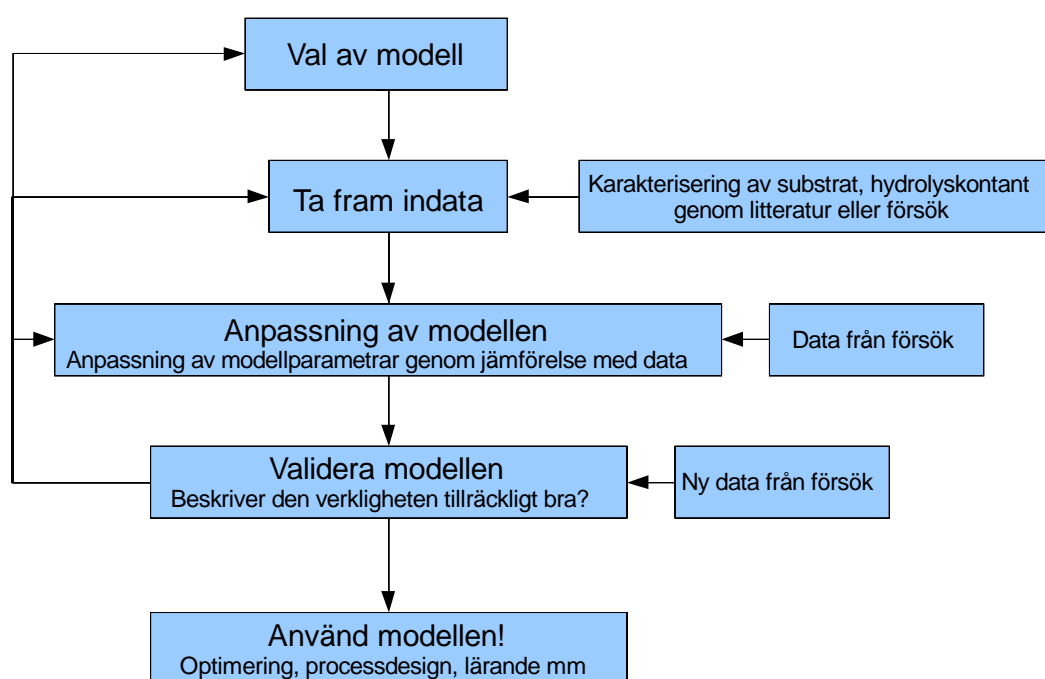 Val av modell
Ta fram indata
Karakterisering av substrat, hydrolyskontant
genom litteratur eller försök
Anpassning av modellen
Anpassning av modellparametrar genom jämförelse med data
Data från försök
Validera modellen
Beskriver den verkligheten tillräckligt bra?
Ny data från försök
Använd modellen!
Optimering, processdesign, lärande mm